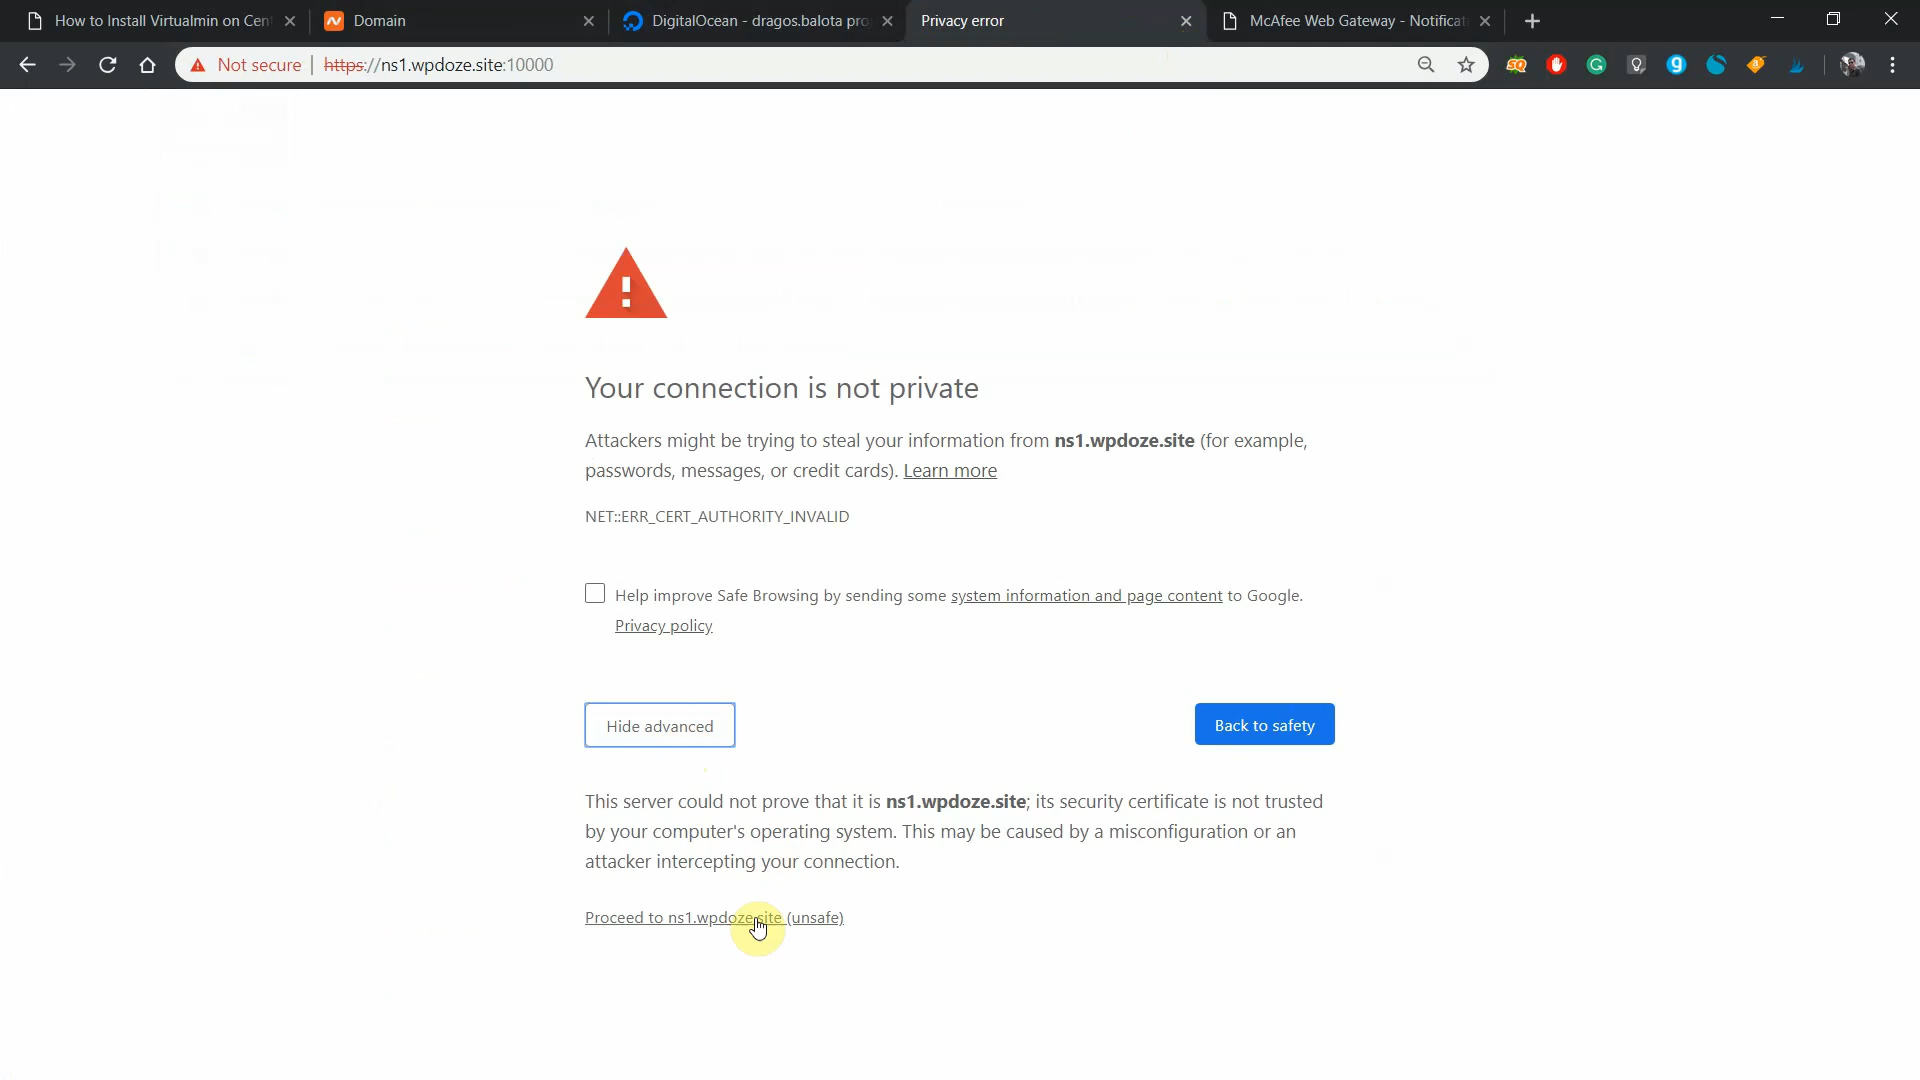 How to Install Virtualmin on Cent
Domain
DigitalOcean - dragos.balota pro
Privacy error
McAfee Web Gateway - Notificat
Not secure | https://ns1.wpdoze.site:10000
Your connection is not private
Attackers might be trying to steal your information from ns1.wpdoze.site (for example,
passwords, messages, or credit cards). Learn more
NET::ERR_CERT_AUTHORITY_INVALID
Help improve Safe Browsing by sending some system information and page content to Google.
Privacy policy
Hide advanced
Back to safety
This server could not prove that it is ns1.wpdoze.site; its security certificate is not trusted
by your computer's operating system. This may be caused by a misconfiguration or an
attacker intercepting your connection.
Proceed to ns1.wpdoze.site (unsafe)